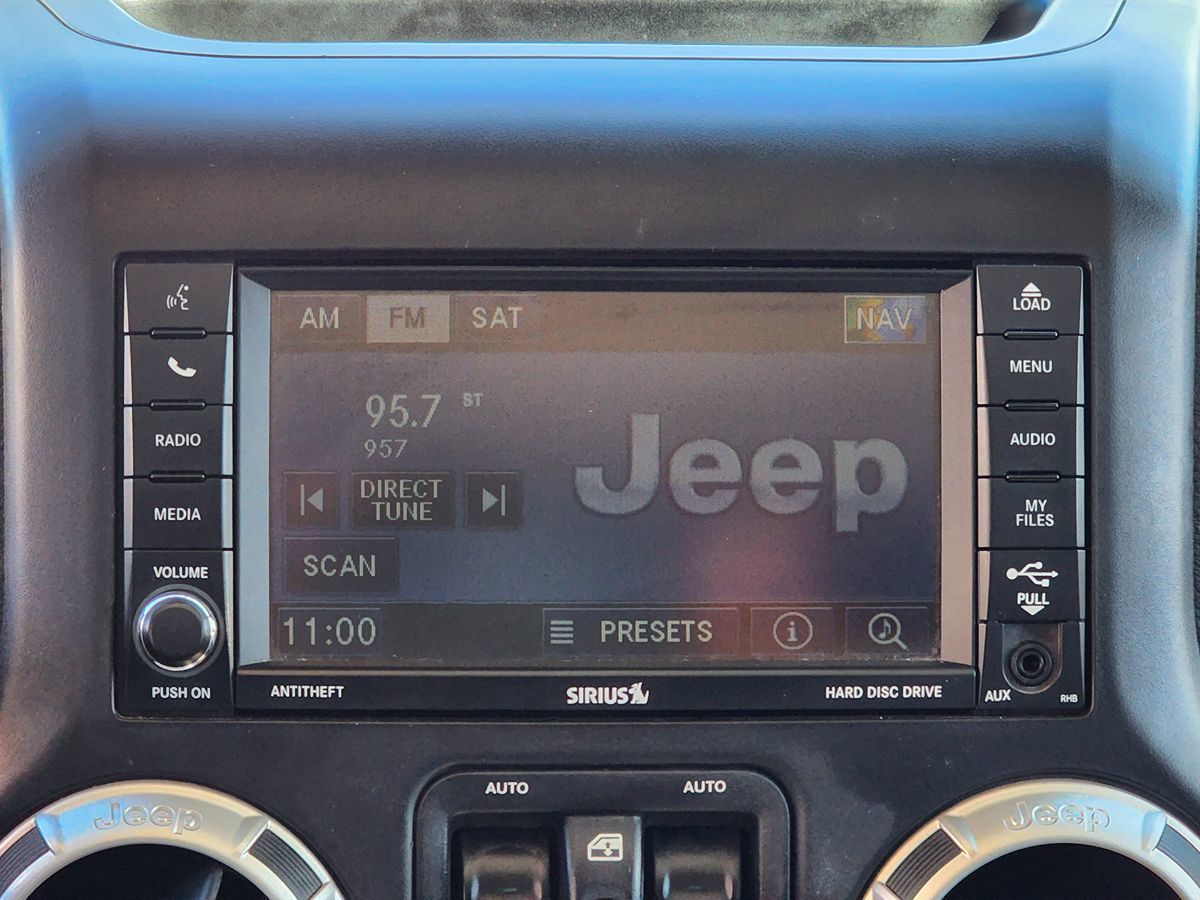 AM FM SAT NAV
LOAD
MENU
RADIO
AUDIO
MEDIA
MY
FILES
VOLUME
PULL
PUSH ON
AUX
RHB
95.7 ST
957
Jeep
DIRECT
TUNE
SCAN
11:00 PRESETS i
ANTITHEFT SIRIUS HARD DISC DRIVE
AUTO AUTO
Jeep Jeep